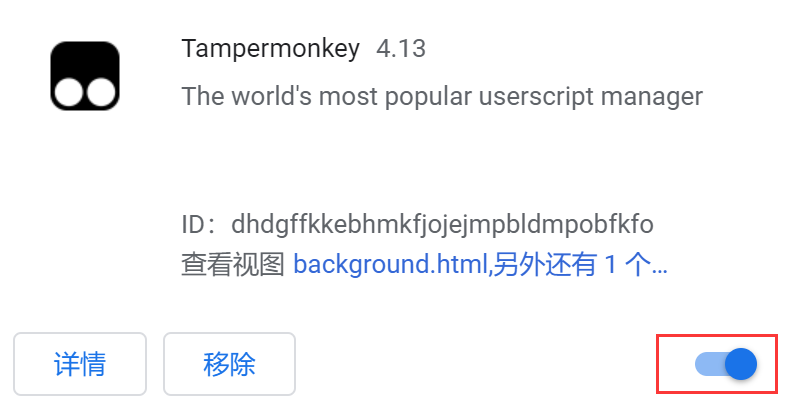 Tampermonkey 4.13
The world's most popular userscript manager
ID：dhdgffkkebhmkfjojejmpbldmpobfkfo
查看视图 background.html,另外还有 1 个...
详情 移除